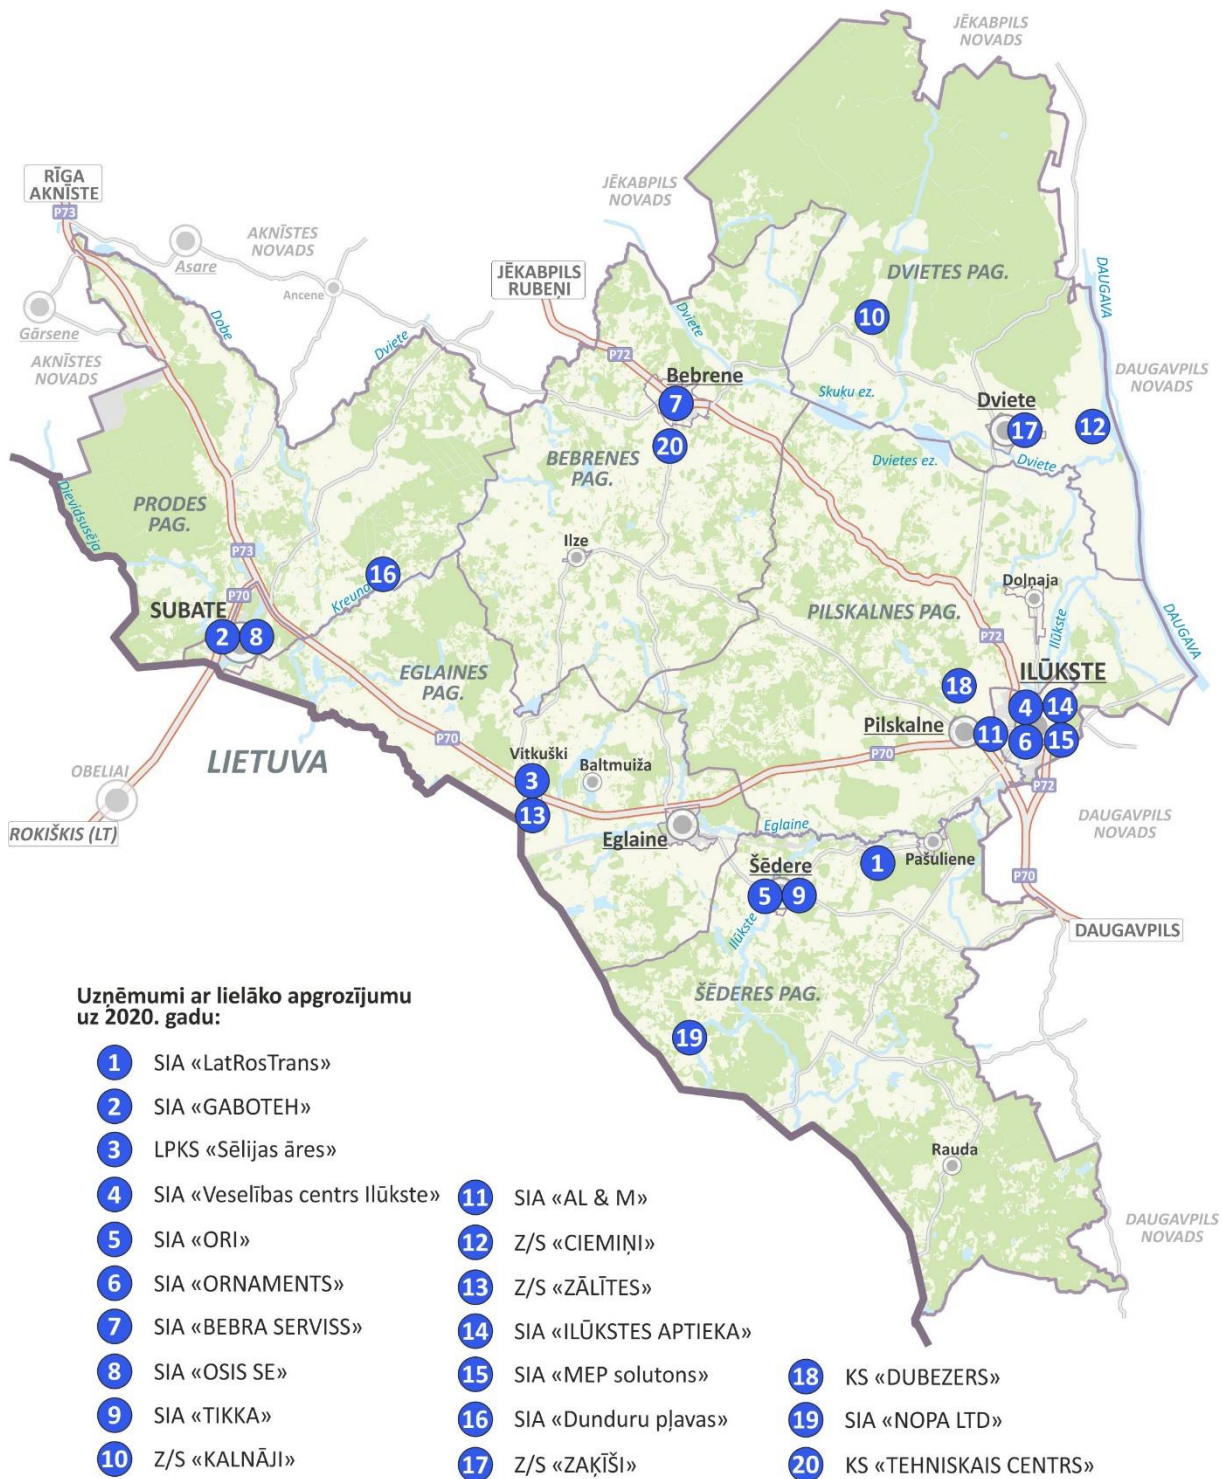 JĒKABPILS
NOVADS
RĪGA
AKNĪSTE
P73
Asare
AKNĪSTES
NOVADS
Ancene
Gārsene
AKNĪSTES
NOVADS
Dobe
Dviete
JĒKABPILS
NOVADS
JĒKABPILS
RUBEŅI
P72
Dviete
Bebrene
7
20
BEBRENES
PAG.
DVIETES PAG.
10
DAUGAVA
DAUGAVPILS
NOVADS
Skuķu ez.
Dviete
17
12
Dvietes ez.
Dviete
Dievidsusēja
PRODES
PAG.
P73
16
Kreuna
P70
SUBATE
2
8
Ilze
Doļnaja
PILSKALNES PAG.
P72
Ilūkste
DAUGAVA
EGLAINES
PAG.
18
ILŪKSTE
4
14
Pilskalne
11
6
15
P70
P70
LIETUVA
OBELIAI
ROKIŠKIS (LT)
Vitkuški
3
Baltmuiža
13
P72
DAUGAVPILS
NOVADS
Eglaine
Eglaine
Šēdere
5
9
1
Pašuliene
P70
Ilūkste
DAUGAVPILS
ŠĒDERES PAG.
19
Rauda
DAUGAVPILS
NOVADS
Uzņēmumi ar lielāko apgrozījumu
uz 2020. gadu:
1 SIA «LatRosTrans»
2 SIA «GABOTEH»
3 LPKS «Sēlijas āres»
4 SIA «Veselības centrs Ilūkste»
5 SIA «ORI»
6 SIA «ORNAMENTS»
7 SIA «BEBRA SERVISS»
8 SIA «OSIS SE»
9 SIA «TIKKA»
10 Z/S «KALNĀJI»
11 SIA «AL & M»
12 Z/S «CIEMIŅI»
13 Z/S «ZĀLĪTES»
14 SIA «ILŪKSTES APTIEKA»
15 SIA «MEP solutons»
16 SIA «Dunduru pļavas»
17 Z/S «ZAĶĪŠI»
18 KS «DUBEZERS»
19 SIA «NOPA LTD»
20 KS «TEHNISKAIS CENTRS»